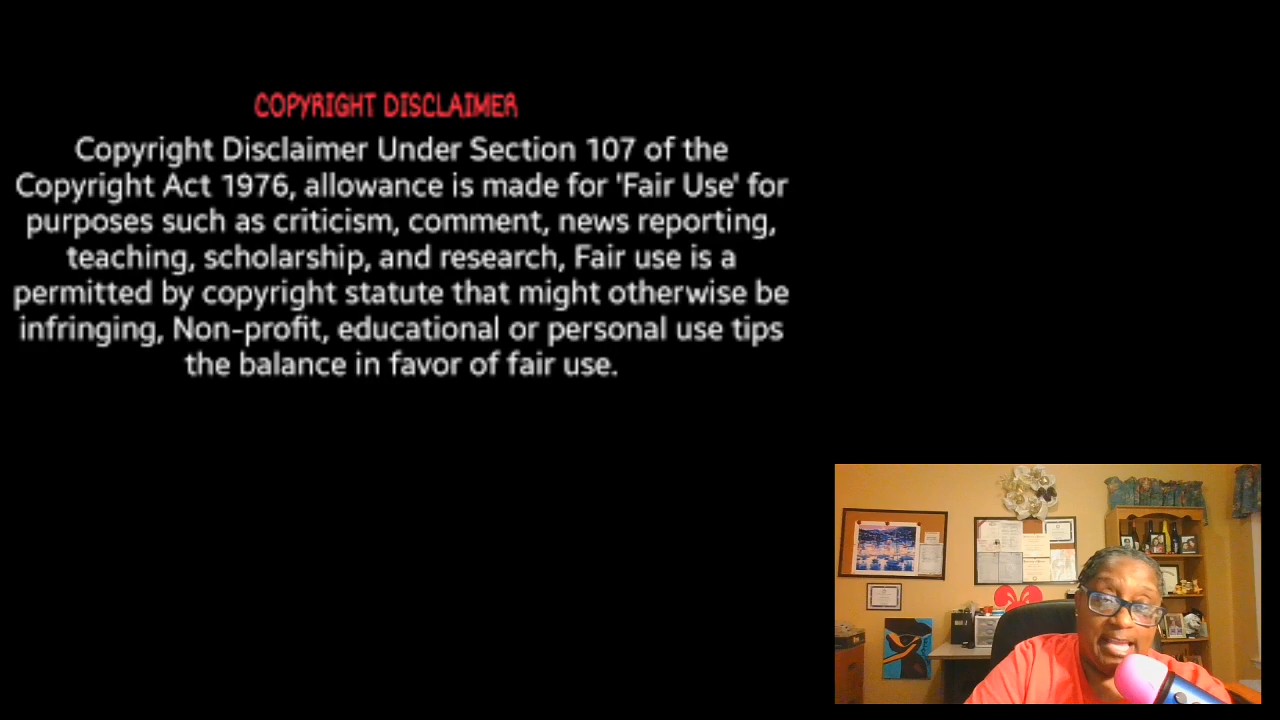 COPYRIGHT DISCLAIMER
Copyright Disclaimer Under Section 107 of the
Copyright Act 1976, allowance is made for 'Fair Use' for
purposes such as criticism, comment, news reporting,
teaching, scholarship, and research, Fair use is a
permitted by copyright statute that might otherwise be
infringing, Non-profit, educational or personal use tips
the balance in favor of fair use.